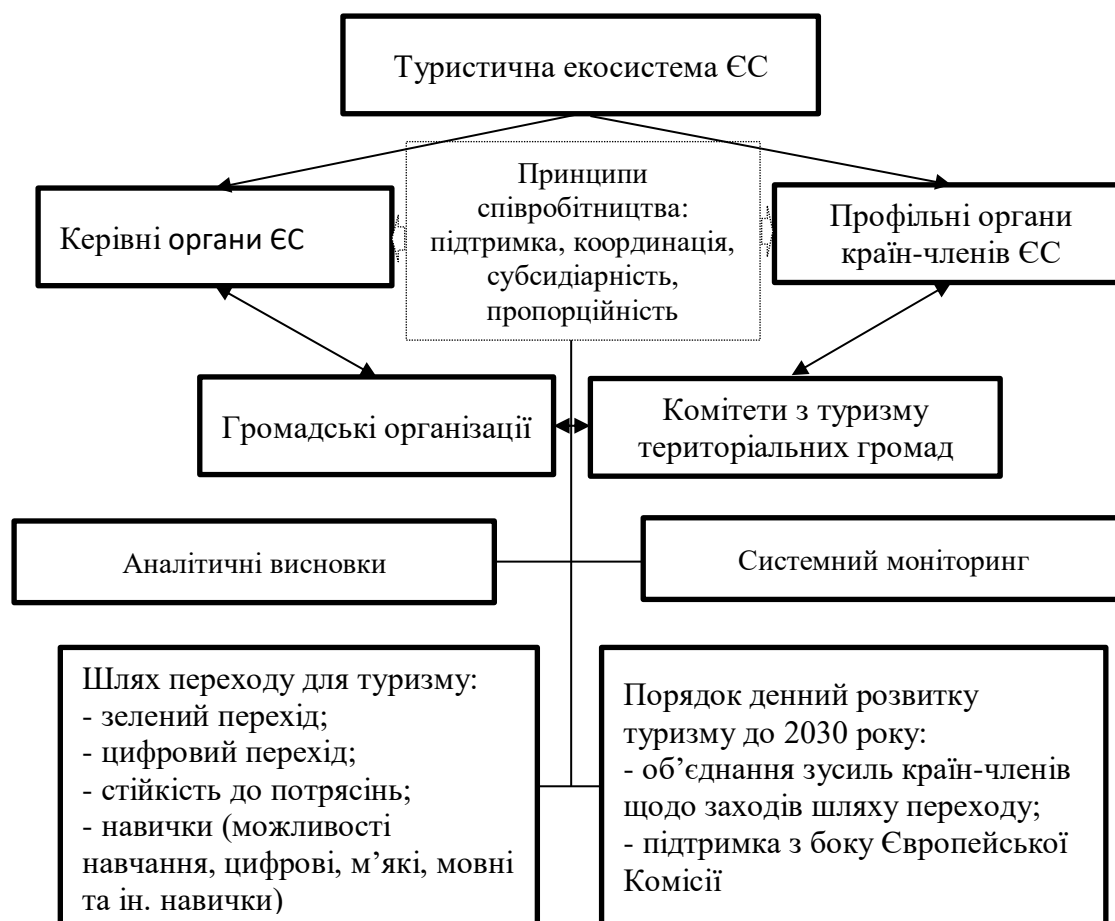 Туристична екосистема ЄС
Принципи
співробітництва:
підтримка, координація,
субсидіарність,
пропорційність
Керівні органи ЄС
Профільні органи
країн-членів ЄС
Громадські організації
Комітети з туризму
територіальних громад
Аналітичні висновки
Системний моніторинг
Шлях переходу для туризму:
- зелений перехід;
- цифровий перехід;
- стійкість до потрясінь;
- навички (можливості
навчання, цифрові, м’які, мовні
та ін. навички)
Порядок денний розвитку
туризму до 2030 року:
- об’єднання зусиль країн-членів
щодо заходів шляху переходу;
- підтримка з боку Європейської
Комісії